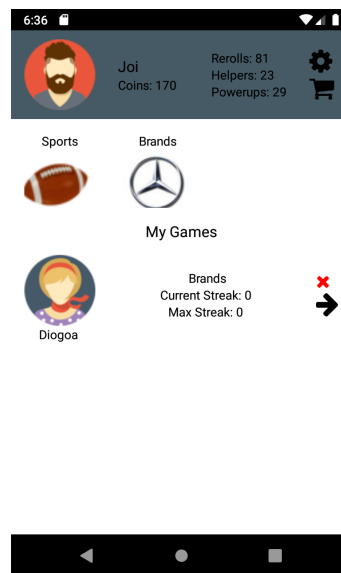 6:36
Joi
Coins: 170
Rerolls: 81
Helpers: 23
Powerups: 29
Sports
Brands
My Games
Diogoa
Brands
Current Streak: 0
Max Streak: 0